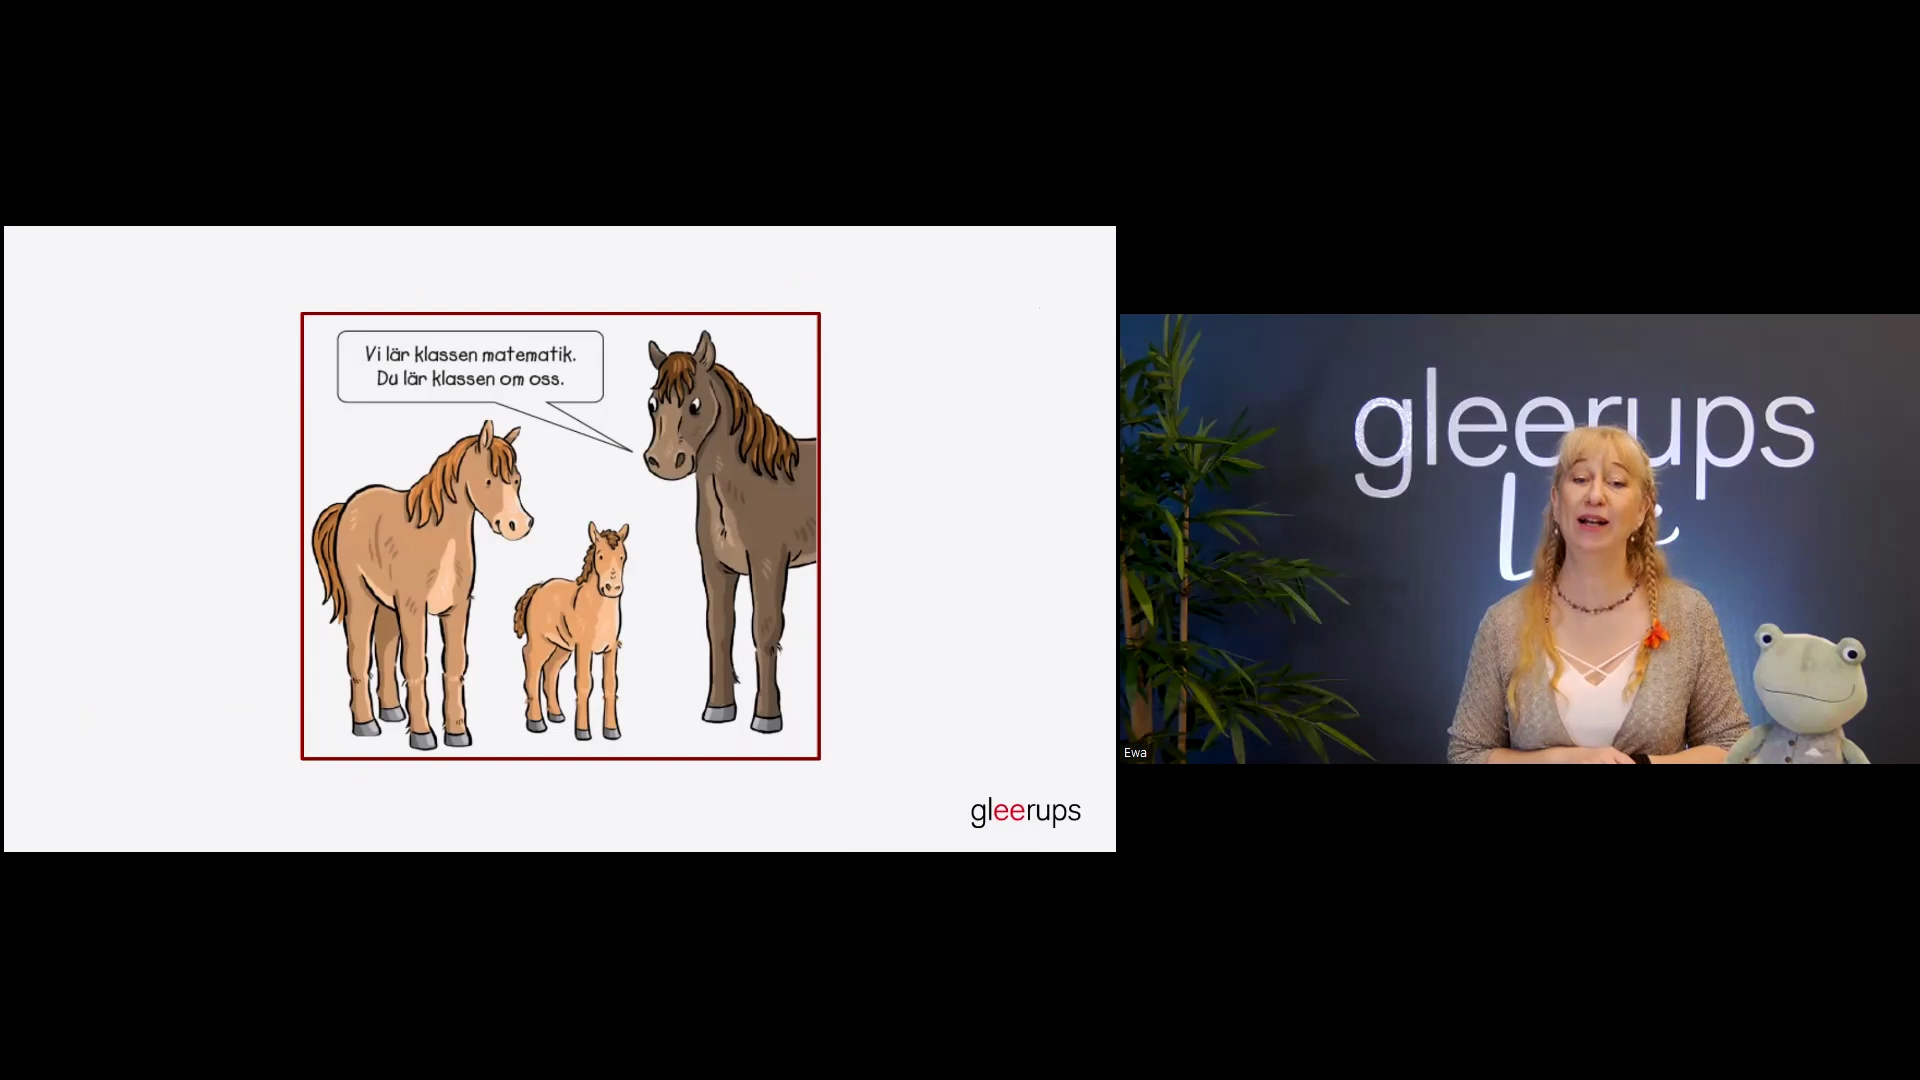 Vi lär klassen matematik.
Du lär klassen om oss.
gleerups
gleerups
Ewa